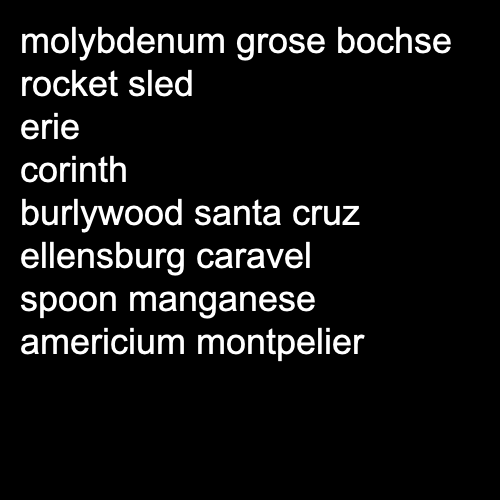 molybdenum grose bochse
rocket sled
erie
corinth
burlywood santa cruz
ellensburg caravel
spoon manganese
americium montpelier